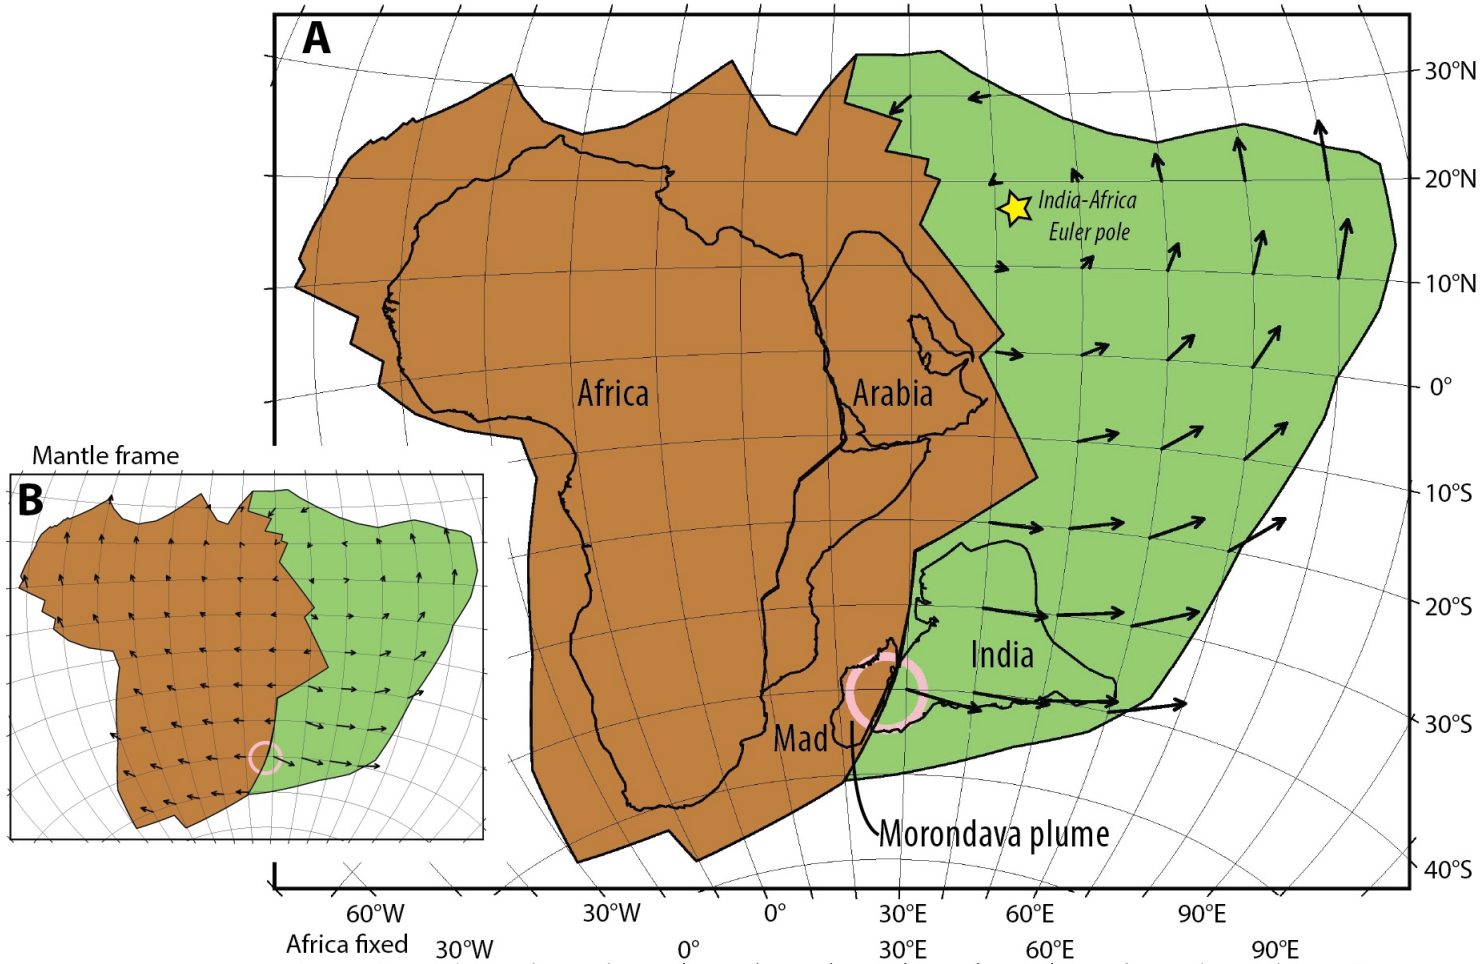 A
30°N
20°N
India-Africa
Euler pole
10°N
Africa
Arabia
0°
Mantle frame
B
10°S
20°S
India
Mad
30°S
Morondava plume
40°S
60°W 30°W 0° 30°E 60°E 90°E
Africa fixed 30°W 0° 30°E 60°E 90°E